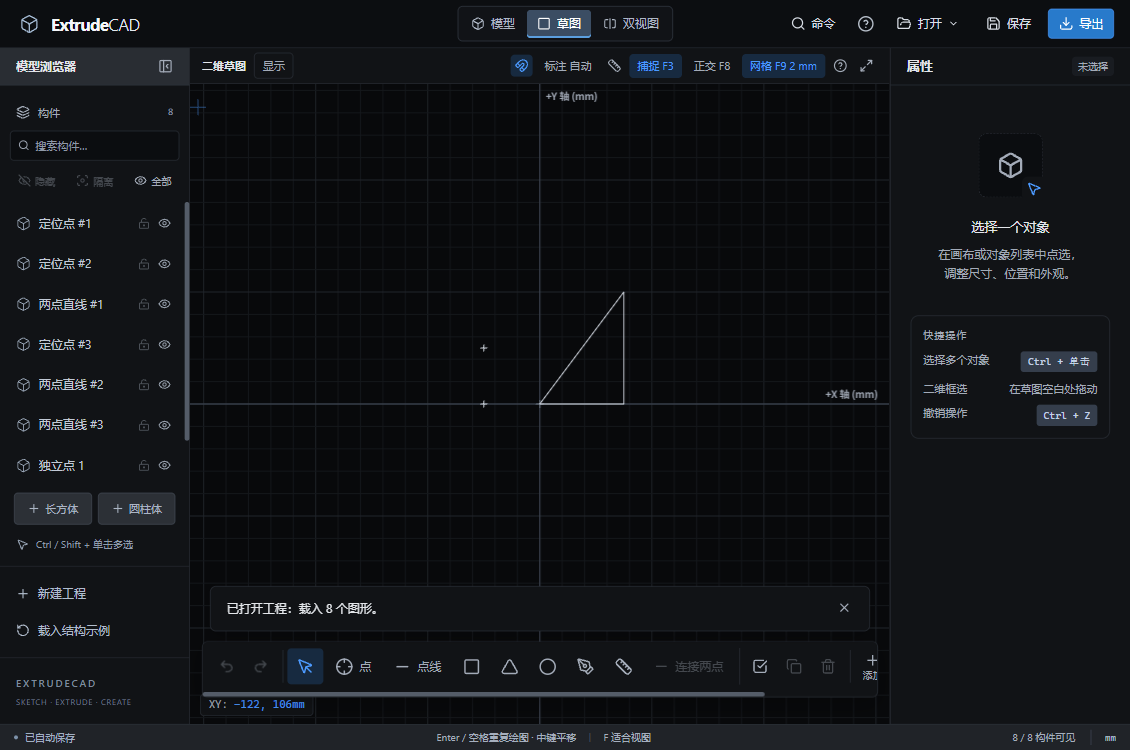 ExtrudeCAD
模型
草图
双视图
命令
打开
保存
导出
模型浏览器
构件
8
搜索构件...
隐藏
隔离
全部
定位点 #1
定位点 #2
两点直线 #1
定位点 #3
两点直线 #2
两点直线 #3
独立点 1
长方体
圆柱体
Ctrl / Shift + 单击多选
新建工程
载入结构示例
EXTRUDECAD
SKETCH · EXTRUDE · CREATE
二维草图
显示
标注 自动
捕捉 F3
正交 F8
网格 F9 2 mm
+Y 轴 (mm)
+X 轴 (mm)
已打开工程：载入 8 个图形。
点
点线
连接两点
添加
XY: -122, 106mm
属性
未选择
选择一个对象
在画布或对象列表中点选，
调整尺寸、位置和外观。
快捷操作
选择多个对象
Ctrl + 单击
二维框选
在草图空白处拖动
撤销操作
Ctrl + Z
已自动保存
Enter / 空格重复绘图 · 中键平移
F 适合视图
8 / 8 构件可见
mm